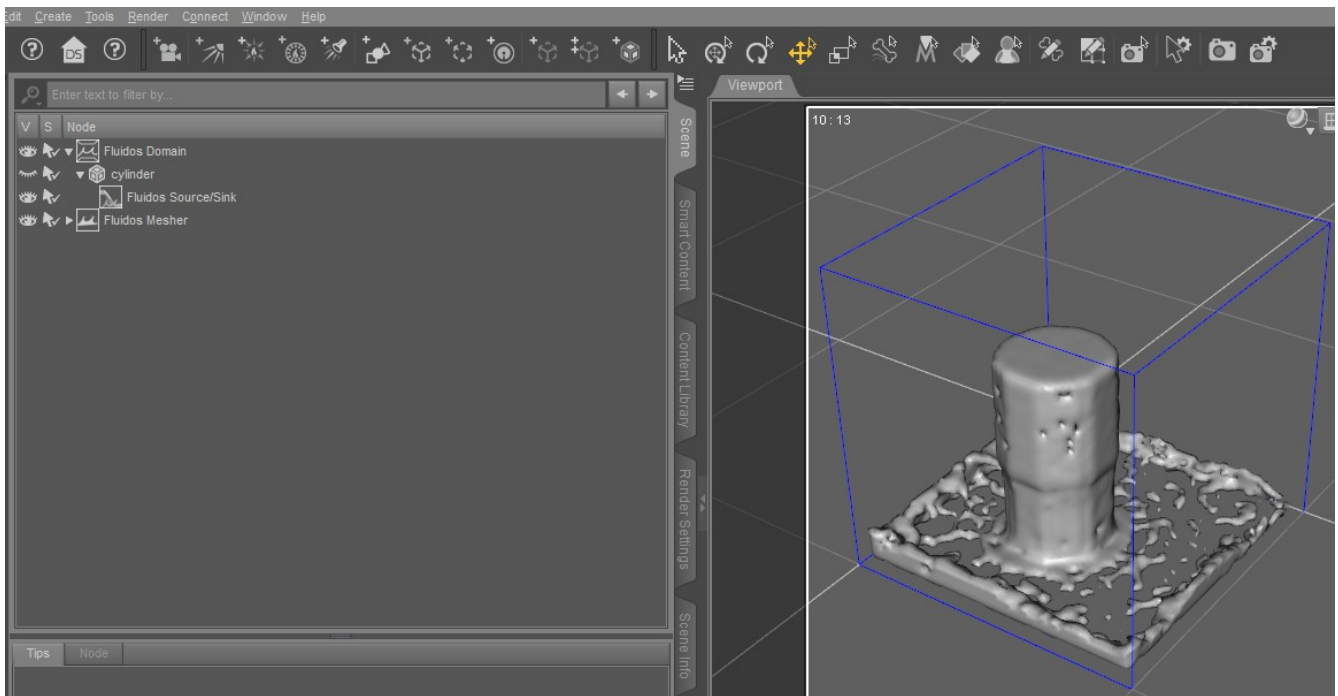 dit Create Tools Render Connect Window Help
DS
Enter text to filter by...
V S Node
Fluidos Domain
cylinder
Fluidos Source/Sink
Fluidos Mesher
Tips Node
Scene
Smart Content
Content Library
Render Settings
Scene Info
Viewport
10 : 13